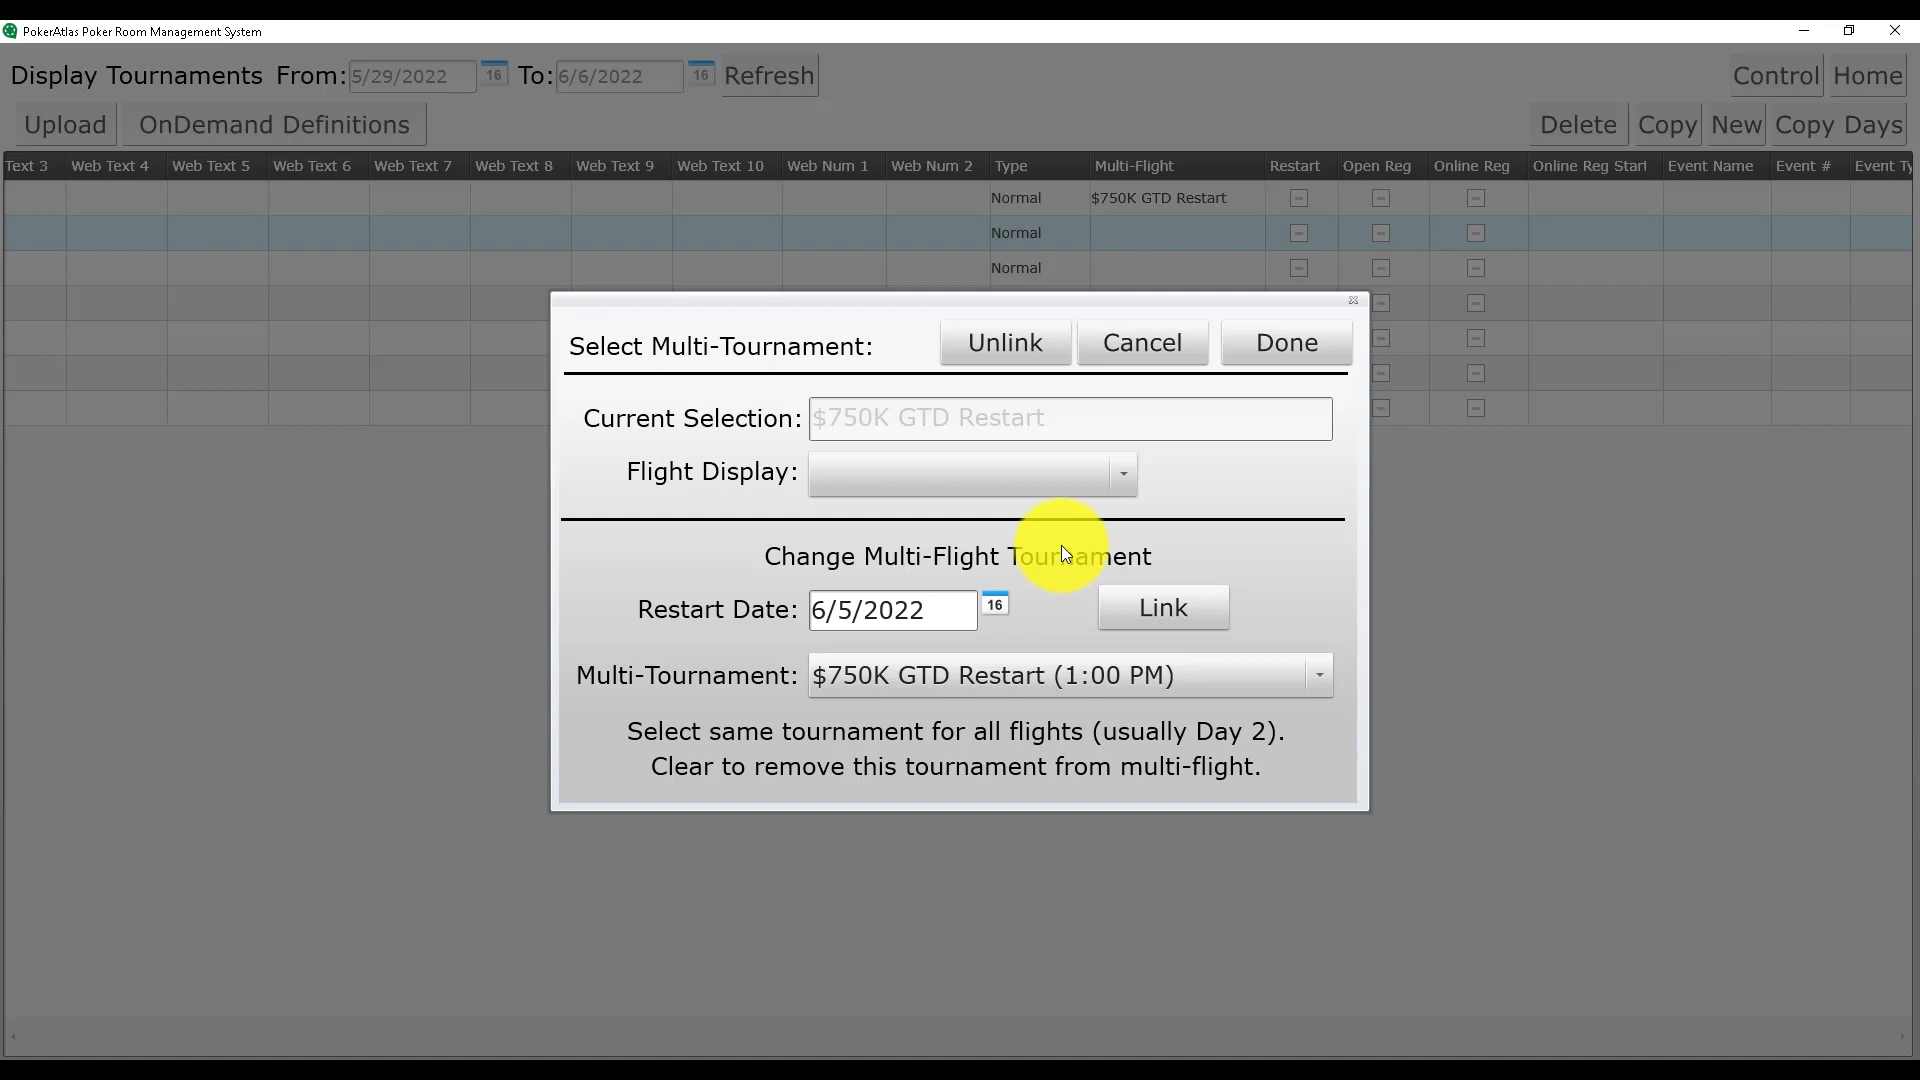 PokerAtlas Poker Room Management System
Display Tournaments From: 5/29/2022 16 To: 6/6/2022 16 Refresh Control Home
Upload OnDemand Definitions Delete Copy New Copy Days
Text 3 Web Text 4 Web Text 5 Web Text 6 Web Text 7 Web Text 8 Web Text 9 Web Text 10 Web Num 1 Web Num 2 Type Multi-Flight Restart Open Reg Online Reg Online Reg Start Event Name Event # Event Ty
Normal $750K GTD Restart
Normal
Normal
Select Multi-Tournament: Unlink Cancel Done
Current Selection: $750K GTD Restart
Flight Display:
Change Multi-Flight Tournament
Restart Date: 6/5/2022 16 Link
Multi-Tournament: $750K GTD Restart (1:00 PM)
Select same tournament for all flights (usually Day 2).
Clear to remove this tournament from multi-flight.